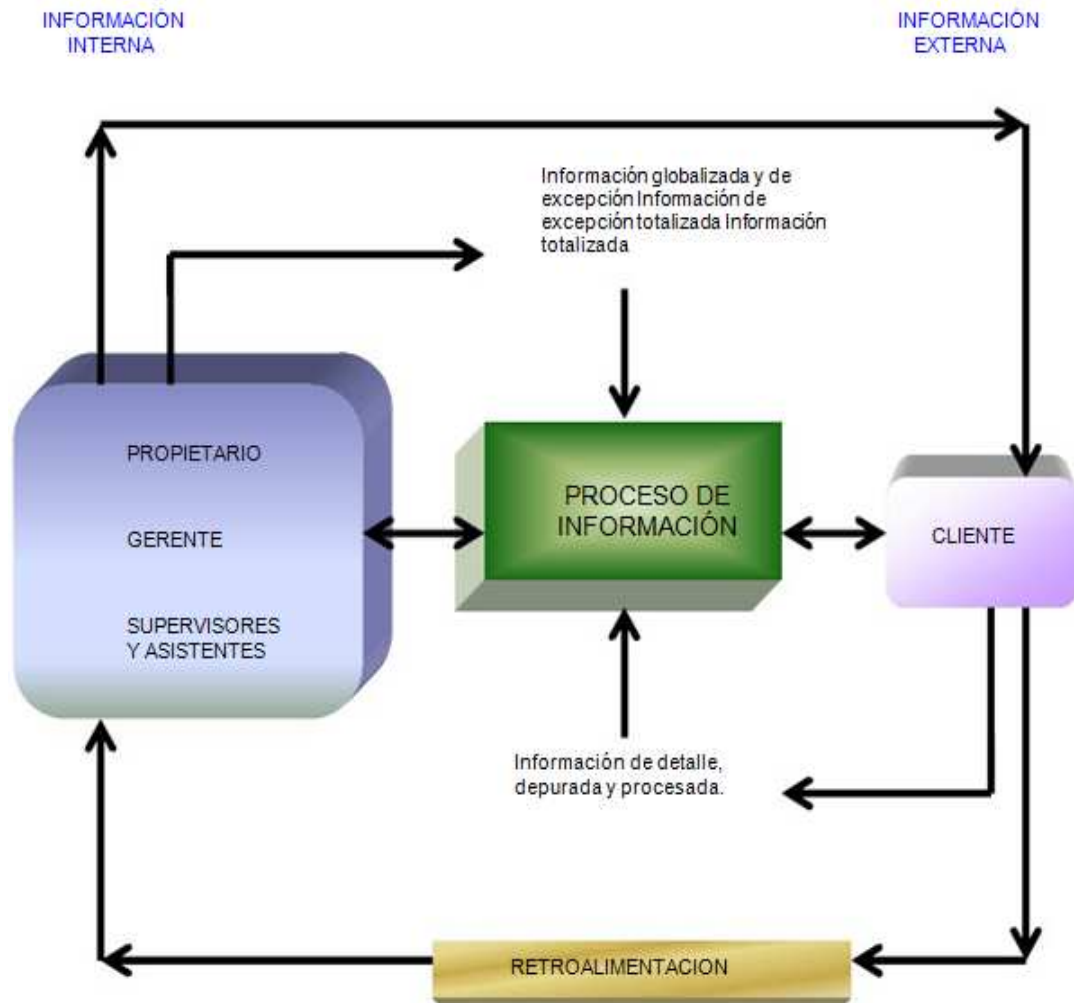 INFORMACIÓN
INTERNA
INFORMACIÓN
EXTERNA
Información globalizada y de
excepción Información de
excepción totalizada Información
totalizada
PROPIETARIO
GERENTE
SUPERVISORES
Y ASISTENTES
PROCESO DE
INFORMACIÓN
CLIENTE
Información de detalle,
depurada y procesada.
RETROALIMENTACION